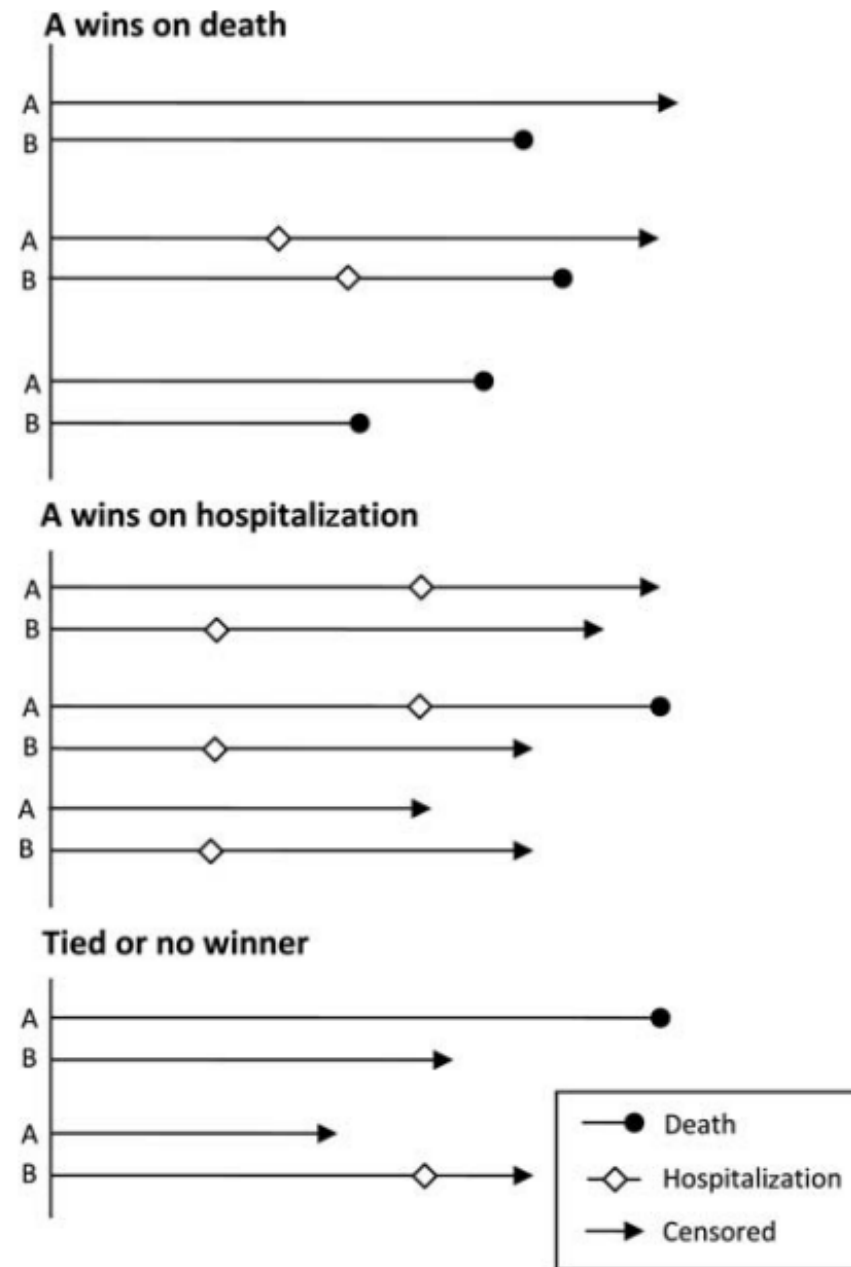 A wins on death
A
B
A
B
A
B
A wins on hospitalization
A
B
A
B
A
B
Tied or no winner
A
B
A
B
Death
Hospitalization
Censored